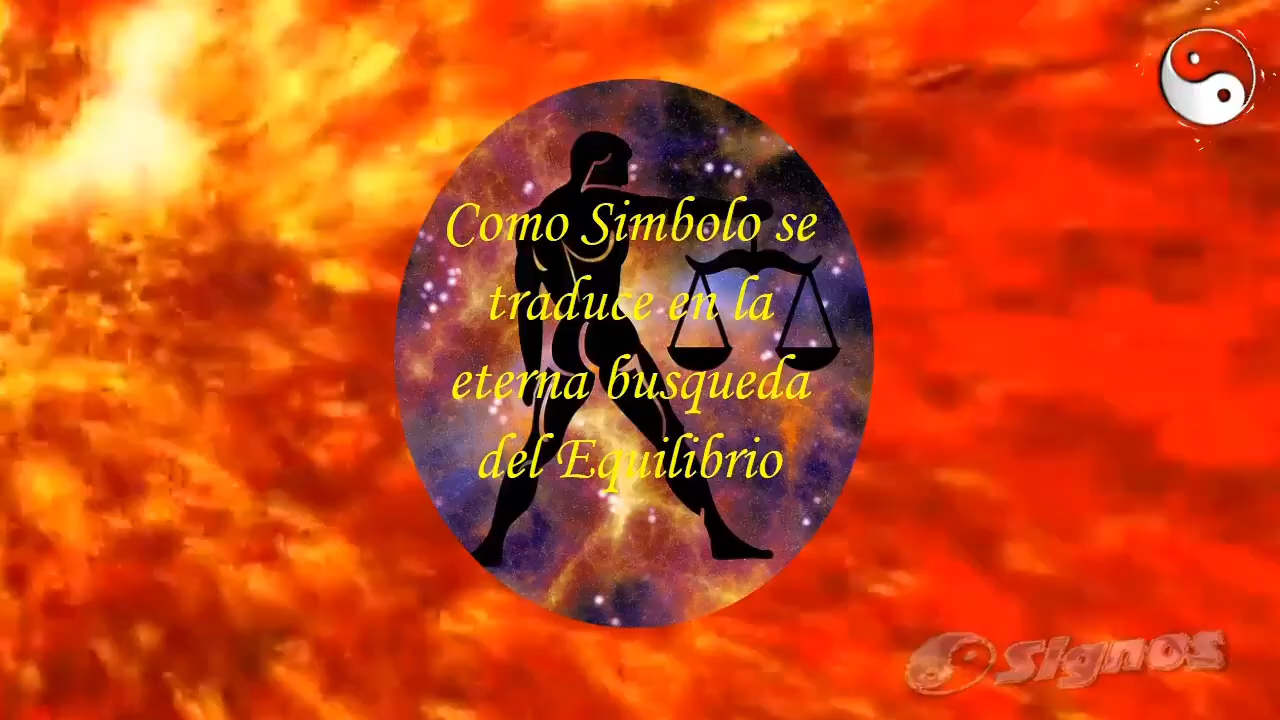 Como Simbolo se
traduce en la
eterna busqueda
del Equilibrio
Signos